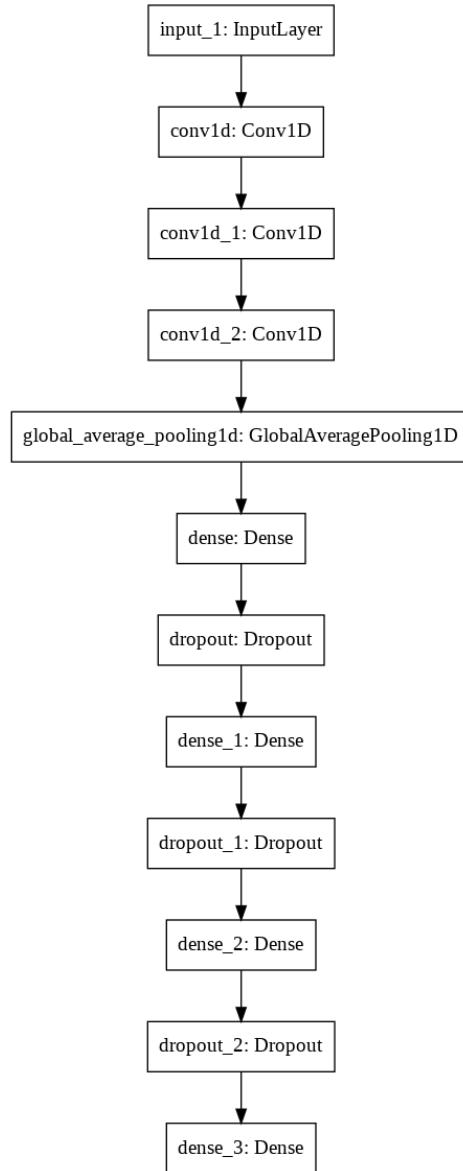 input_1: InputLayer
conv1d: Conv1D
conv1d_1: Conv1D
conv1d_2: Conv1D
global_average_pooling1d: GlobalAveragePooling1D
dense: Dense
dropout: Dropout
dense_1: Dense
dropout_1: Dropout
dense_2: Dense
dropout_2: Dropout
dense_3: Dense